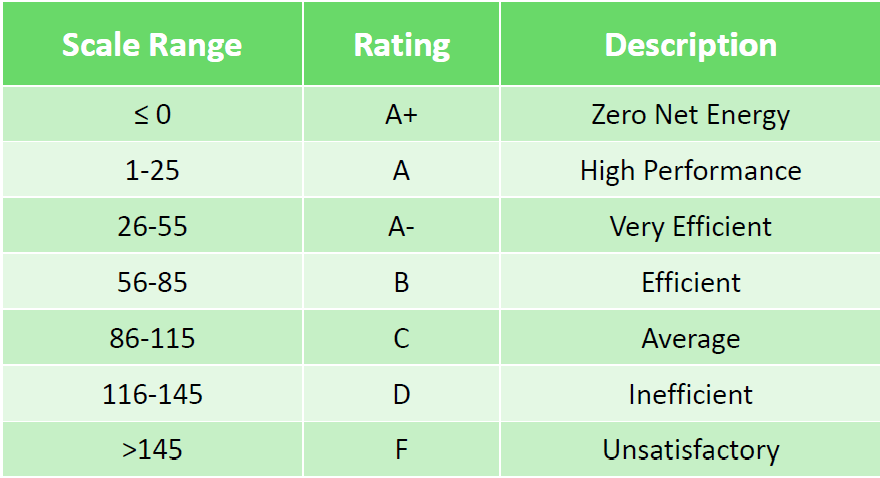 Scale Range Rating Description
≤ 0 A+ Zero Net Energy
1-25 A High Performance
26-55 A- Very Efficient
56-85 B Efficient
86-115 C Average
116-145 D Inefficient
>145 F Unsatisfactory